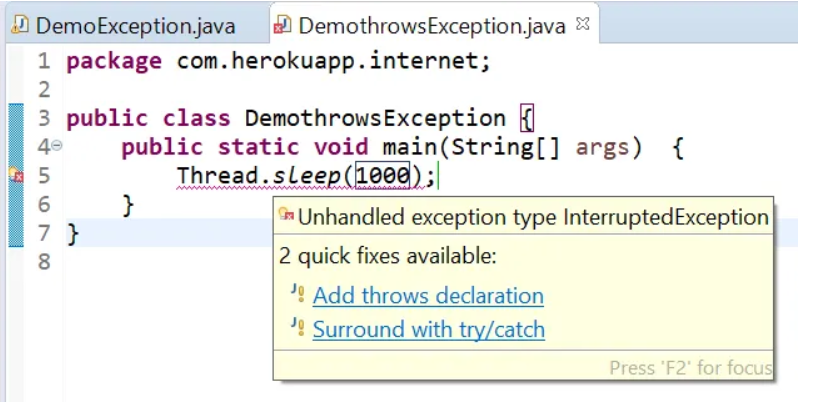 DemoException.java DemothrowsException.java
1 package com.herokuapp.internet;
2
3 public class DemothrowsException {
4 public static void main(String[] args) {
5 Thread.sleep(1000);
6 }
7 }
8
Unhandled exception type InterruptedException
2 quick fixes available:
Add throws declaration
Surround with try/catch
Press 'F2' for focus